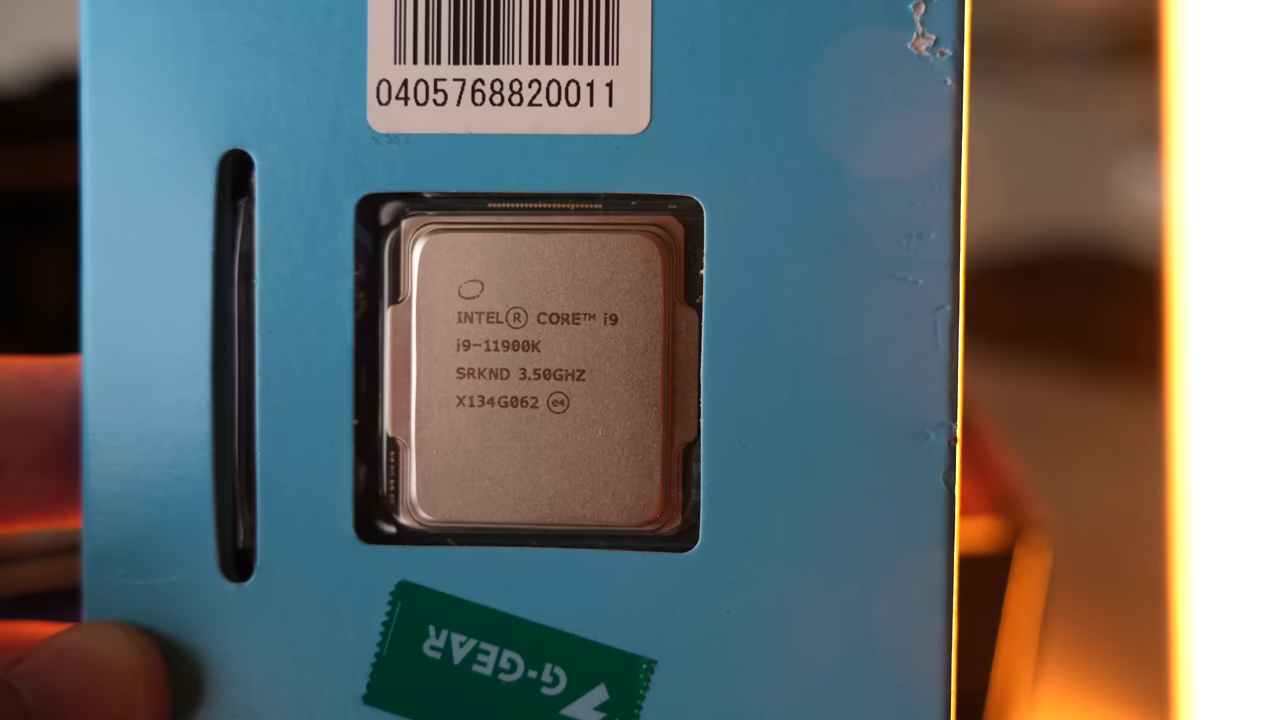 0405768820011
INTEL® CORE™ i9
i9-11900K
SRKND 3.50GHZ
X134G062 e4
G-GEAR